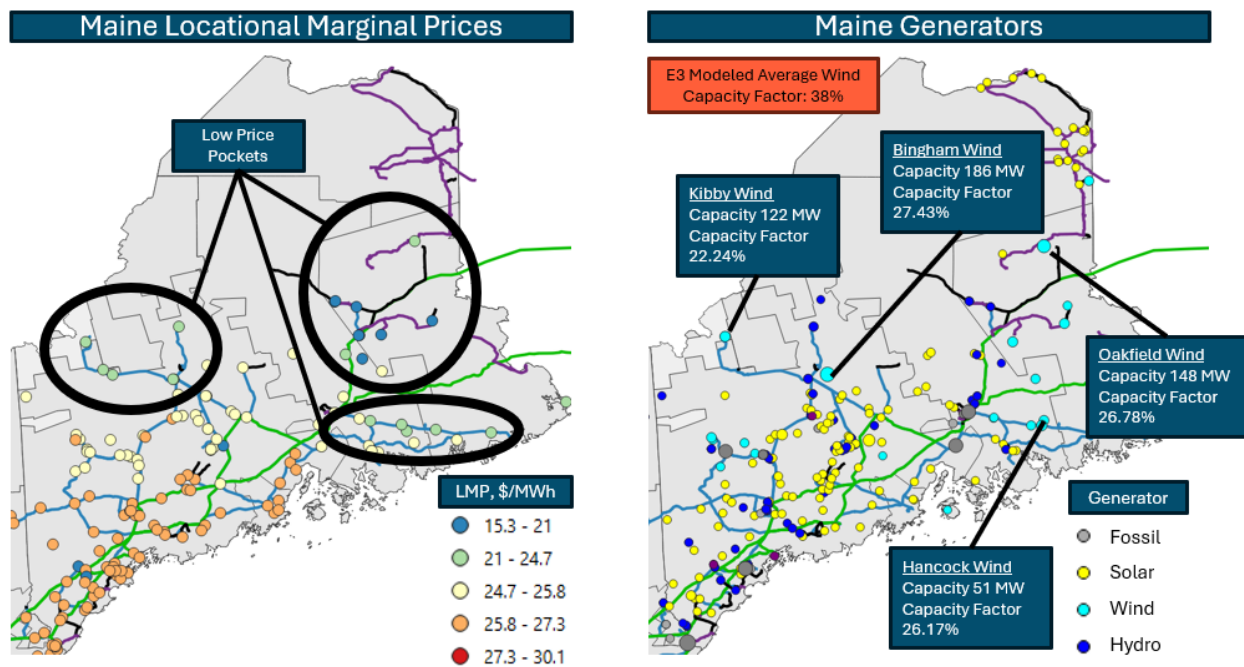 Maine Locational Marginal Prices
Low Price
Pockets
LMP, $/MWh
15.3 - 21
21 - 24.7
24.7 - 25.8
25.8 - 27.3
27.3 - 30.1
Maine Generators
E3 Modeled Average Wind
Capacity Factor: 38%
Bingham Wind
Capacity 186 MW
Capacity Factor
27.43%
Kibby Wind
Capacity 122 MW
Capacity Factor
22.24%
Oakfield Wind
Capacity 148 MW
Capacity Factor
26.78%
Hancock Wind
Capacity 51 MW
Capacity Factor
26.17%
Generator
Fossil
Solar
Wind
Hydro